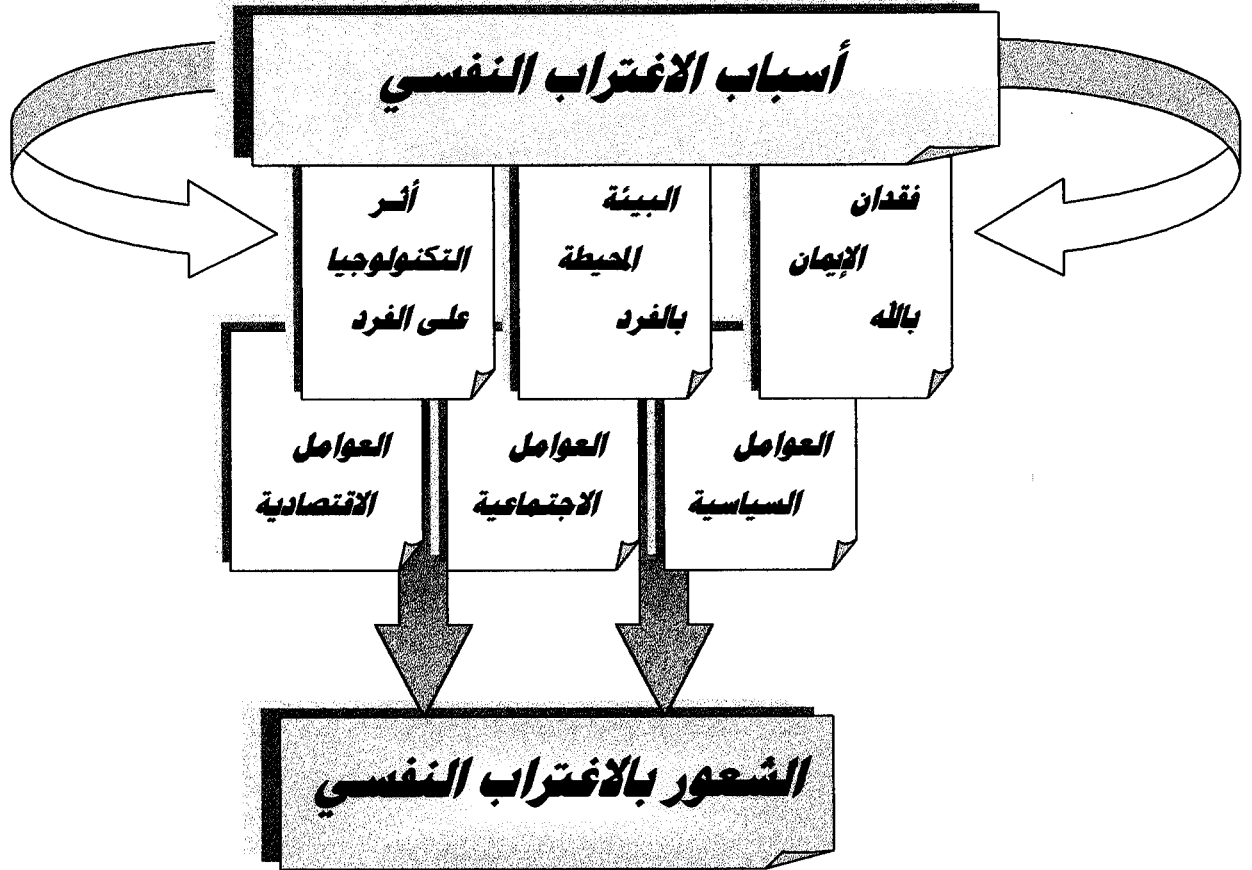 أسباب الاغتراب النفسي
فقدان
الإيمان
بالله
البيئة
المحيطة
بالفرد
أثر
التكنولوجيا
على الفرد
العوامل
السياسية
العوامل
الاجتماعية
العوامل
الاقتصادية
الشعور بالاغتراب النفسي